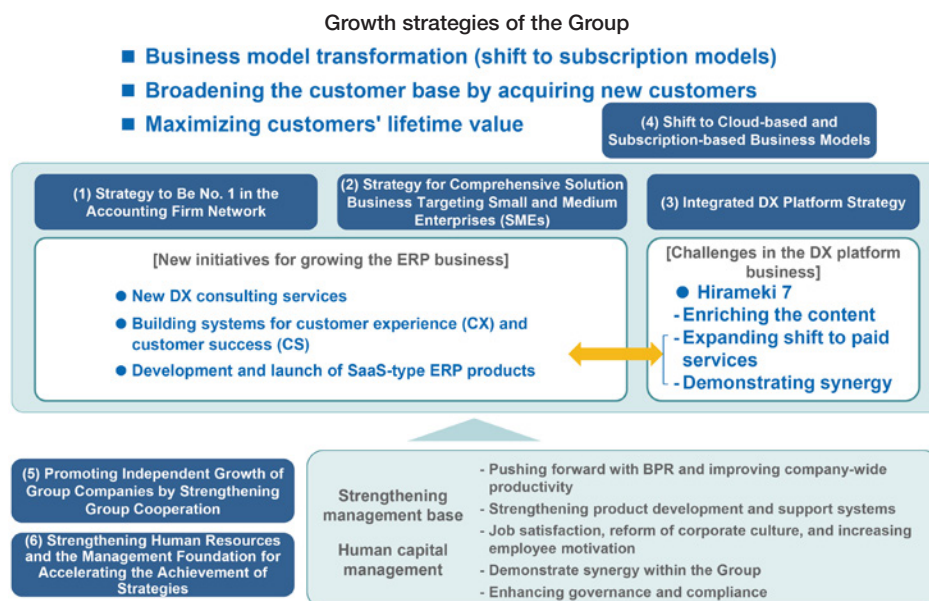 Growth strategies of the Group
■ Business model transformation (shift to subscription models)
■ Broadening the customer base by acquiring new customers
■ Maximizing customers' lifetime value
(4) Shift to Cloud-based and
Subscription-based Business Models
(1) Strategy to Be No. 1 in the
Accounting Firm Network
(2) Strategy for Comprehensive Solution
Business Targeting Small and Medium
Enterprises (SMEs)
(3) Integrated DX Platform Strategy
[New initiatives for growing the ERP business]
● New DX consulting services
● Building systems for customer experience (CX) and
customer success (CS)
● Development and launch of SaaS-type ERP products
[Challenges in the DX platform
business]
● Hirameki 7
- Enriching the content
- Expanding shift to paid
services
- Demonstrating synergy
(5) Promoting Independent Growth of
Group Companies by Strengthening
Group Cooperation
(6) Strengthening Human Resources
and the Management Foundation for
Accelerating the Achievement of
Strategies
Strengthening
management base
Human capital
management
- Pushing forward with BPR and improving company-wide
productivity
- Strengthening product development and support systems
- Job satisfaction, reform of corporate culture, and increasing
employee motivation
- Demonstrate synergy within the Group
- Enhancing governance and compliance